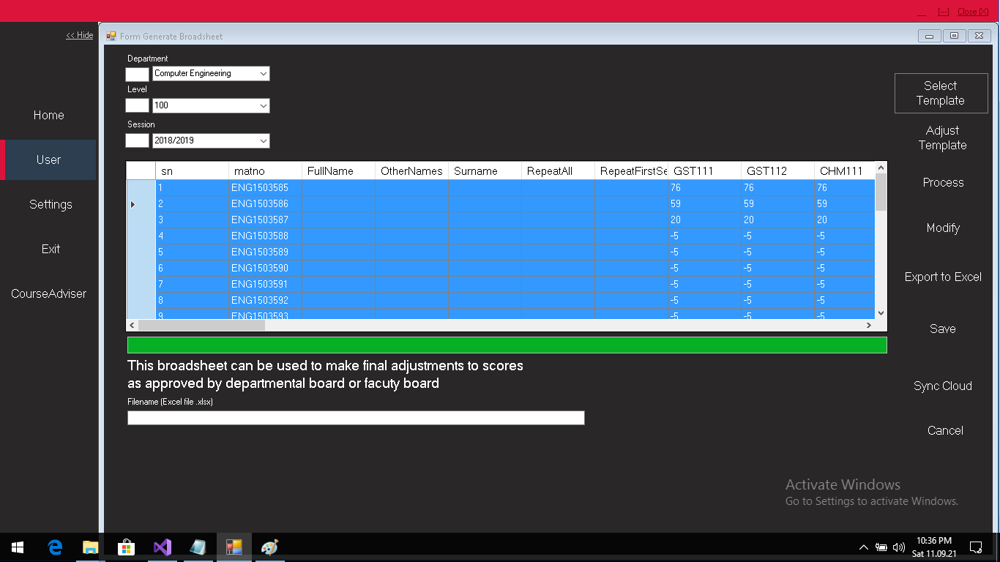 __ [---] Close [X]
<< Hide
Form Generate Broadsheet
Department
Computer Engineering
Level
100
Session
2018/2019
Home
User
Settings
Exit
CourseAdviser
sn matno FullName OtherNames Surname RepeatAll RepeatFirstSe GST111 GST112 CHM111
1 ENG1503585 76 76 76
2 ENG1503586 59 59 59
3 ENG1503587 20 20 20
4 ENG1503588 -5 -5 -5
5 ENG1503589 -5 -5 -5
6 ENG1503590 -5 -5 -5
7 ENG1503591 -5 -5 -5
8 ENG1503592 -5 -5 -5
9 ENG1503593 -5 -5 -5
This broadsheet can be used to make final adjustments to scores
as approved by departmental board or facuty board
Filename (Excel file .xlsx)
Select
Template
Adjust
Template
Process
Modify
Export to Excel
Save
Sync Cloud
Cancel
Activate Windows
Go to Settings to activate Windows.
10:36 PM
Sat 11.09.21